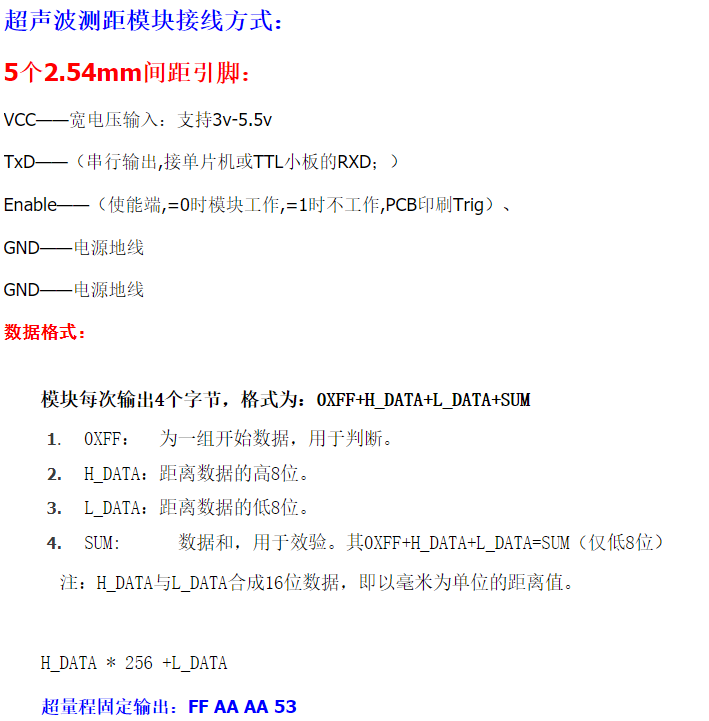 超声波测距模块接线方式：
5个2.54mm间距引脚：
VCC——宽电压输入：支持3v-5.5v
TxD——（串行输出,接单片机或TTL小板的RXD；）
Enable——（使能端,=0时模块工作,=1时不工作,PCB印刷Trig）、
GND——电源地线
GND——电源地线
数据格式：
模块每次输出4个字节，格式为：0XFF+H_DATA+L_DATA+SUM
1. 0XFF： 为一组开始数据，用于判断。
2. H_DATA：距离数据的高8位。
3. L_DATA：距离数据的低8位。
4. SUM: 数据和，用于效验。其0XFF+H_DATA+L_DATA=SUM（仅低8位）
注：H_DATA与L_DATA合成16位数据，即以毫米为单位的距离值。
H_DATA * 256 +L_DATA
超量程固定输出：FF AA AA 53